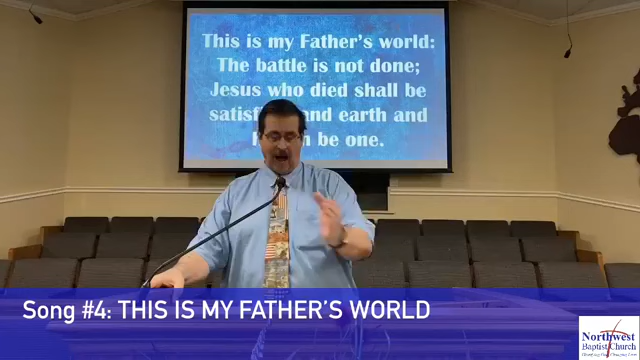 This is my Father's world:
The battle is not done;
Jesus who died shall be
and earth and
be one.
Song #4: THIS IS MY FATHER'S WORLD
Northwest
Baptist Church